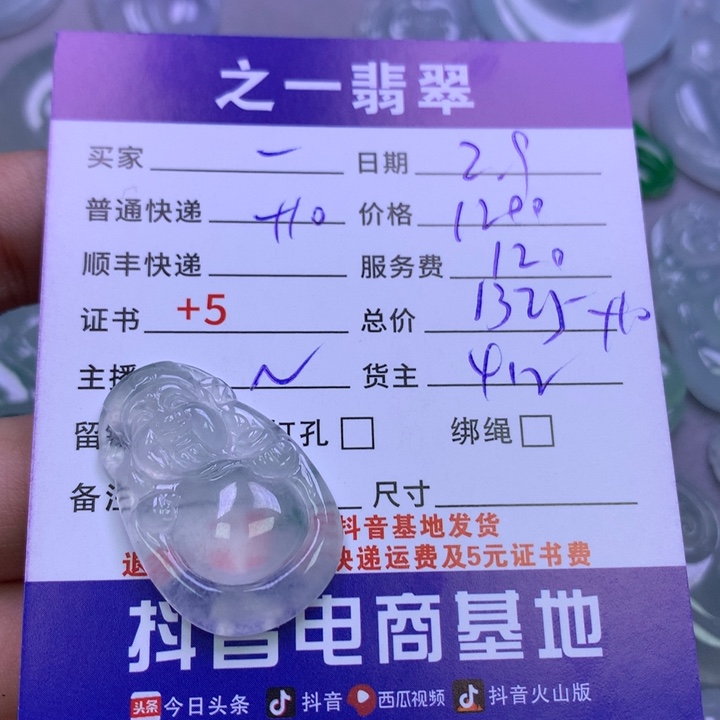 之一翡翠
买家 一 日期 2.9
普通快递 +10 价格 1200
顺丰快递 服务费 120
证书 +5 总价 1325 +10
主播 货主 412
孔 绑绳
备注 尺寸
抖音基地发货
退 快递运费及5元证书费
抖音电商基地
头条 今日头条 抖音 西瓜视频 抖音火山版